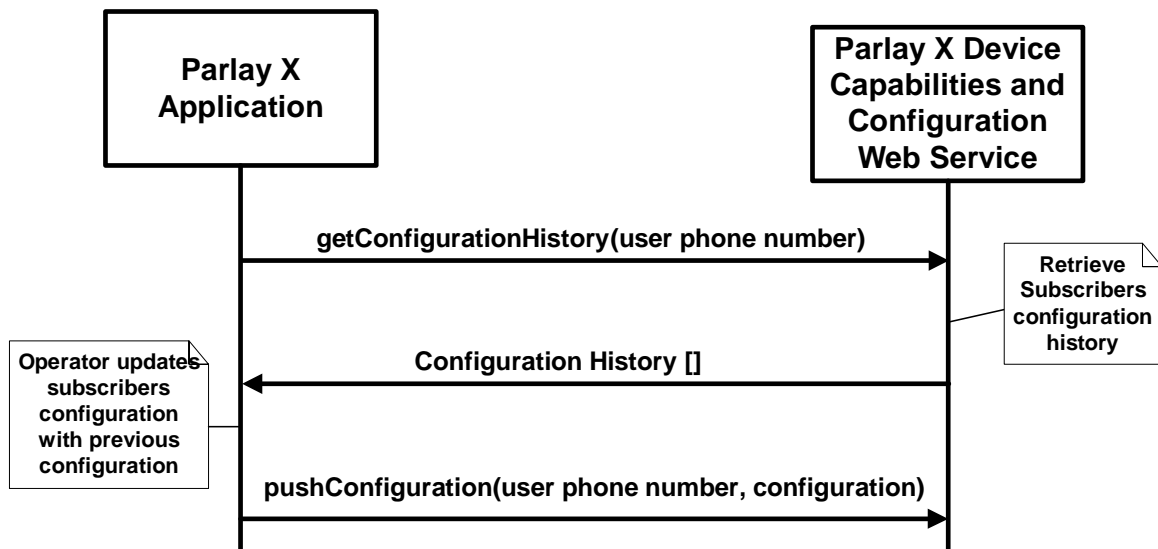 Parlay X
Application
Parlay X Device
Capabilities and
Configuration
Web Service
getConfigurationHistory(user phone number)
Retrieve
Subscribers
configuration
history
Configuration History []
Operator updates
subscribers
configuration
with previous
configuration
pushConfiguration(user phone number, configuration)